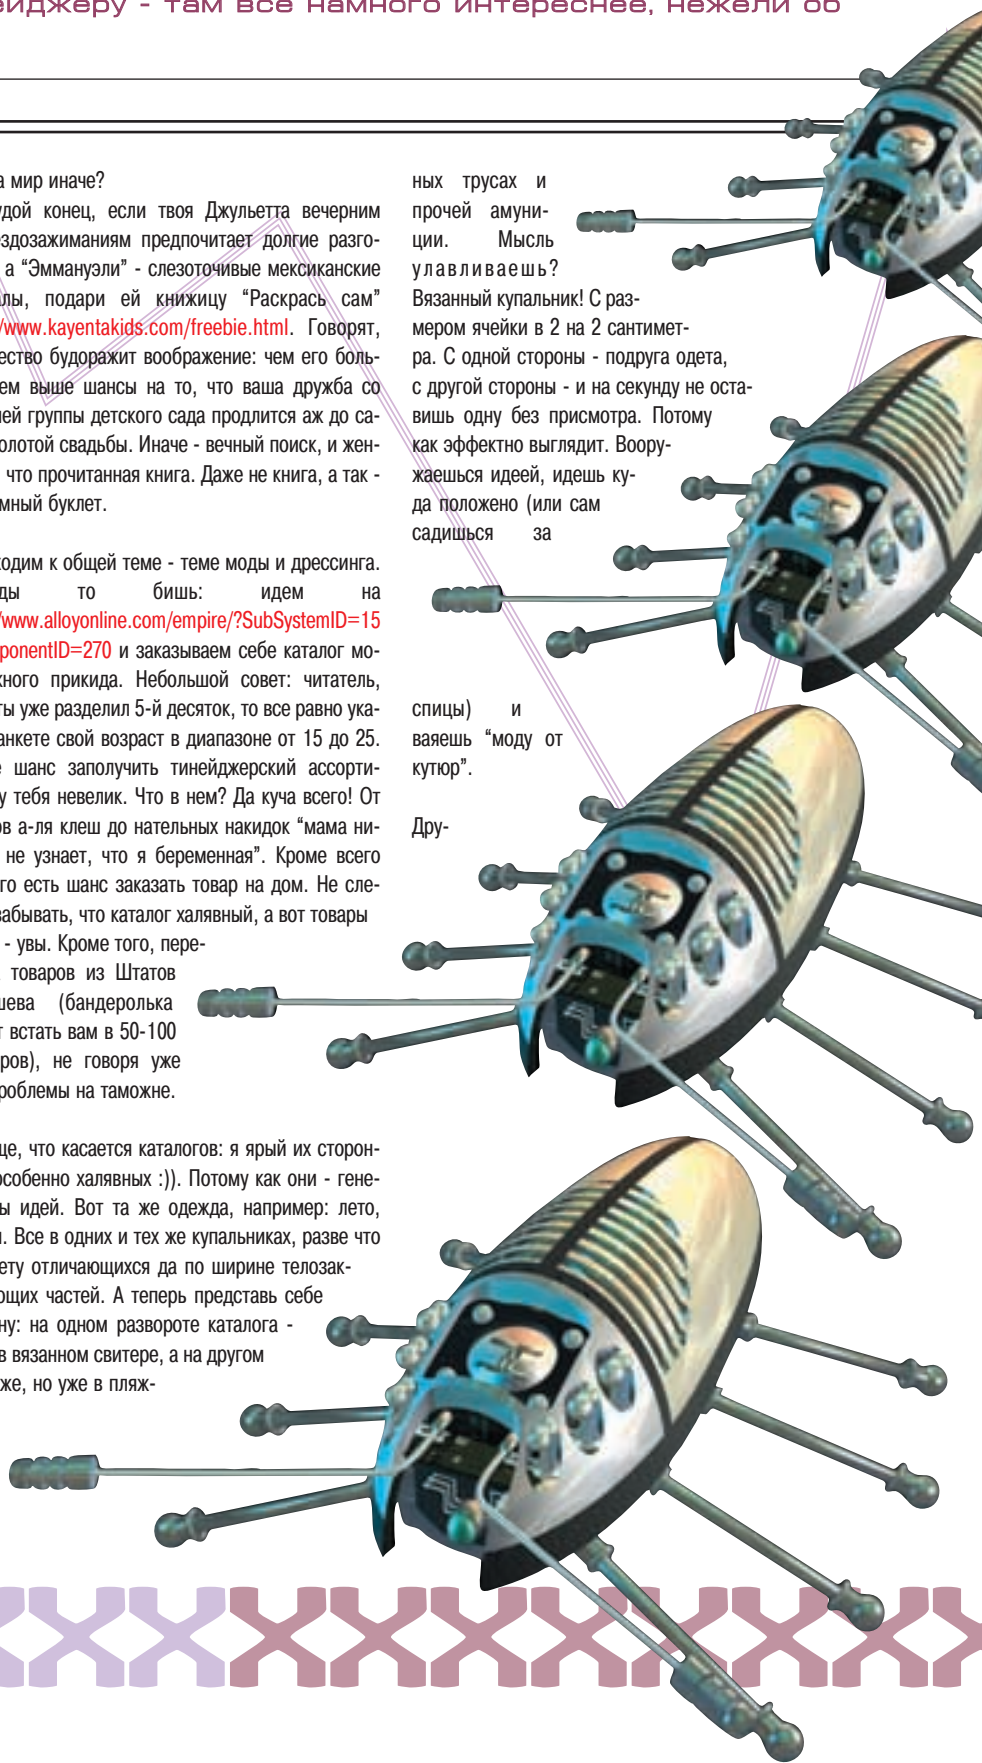 ейджеру - там все намного интереснее, нежели об
а мир иначе?
удой конец, если твоя Джульетта вечерним
ездозажиманиям предпочитает долгие разго-
а “Эммануэли” - слезоточивые мексиканские
лы, подари ей книжицу “Раскрась сам”
/www.kayentakids.com/freebie.html. Говорят,
ество будоражит воображение: чем его боль-
ем выше шансы на то, что ваша дружба со
ей группы детского сада продлится аж до са-
олотой свадьбы. Иначе - вечный поиск, и жен-
что прочитанная книга. Даже не книга, а так -
мный буклет.
ходим к общей теме - теме моды и дрессинга.
ды то бишь: идем на
/www.alloyonline.com/empire/?SubSystemID=15
ponentID=270 и заказываем себе каталог мо-
жного прикида. Небольшой совет: читатель,
ты уже разделил 5-й десяток, то все равно ука-
анкете свой возраст в диапазоне от 15 до 25.
е шанс заполучить тинейджерский ассорти-
у тебя невелик. Что в нем? Да куча всего! От
ов а-ля клеш до нательных накидок “мама ни-
не узнает, что я беременная”. Кроме всего
го есть шанс заказать товар на дом. Не сле-
забывать, что каталог халявный, а вот товары
- увы. Кроме того, пере-
товаров из Штатов
шева (бандеролька
т встать вам в 50-100
ров), не говоря уже
роблемы на таможне.
ще, что касается каталогов: я ярый их сторон-
особенно халявных :)). Потому как они - гене-
ы идей. Вот та же одежда, например: лето,
. Все в одних и тех же купальниках, разве что
ету отличающихся да по ширине телозак-
ющих частей. А теперь представь себе
ну: на одном развороте каталога -
в вязанном свитере, а на другом
же, но уже в пляж-
ных трусах и
прочей амуни-
ции. Мысль
улавливаешь?
Вязанный купальник! С раз-
мером ячейки в 2 на 2 сантимет-
ра. С одной стороны - подруга одета,
с другой стороны - и на секунду не оста-
вишь одну без присмотра. Потому
как эффектно выглядит. Воору-
жаешься идеей, идешь ку-
да положено (или сам
садишься за
спицы) и
ваяешь “моду от
кутюр”.
Дру-